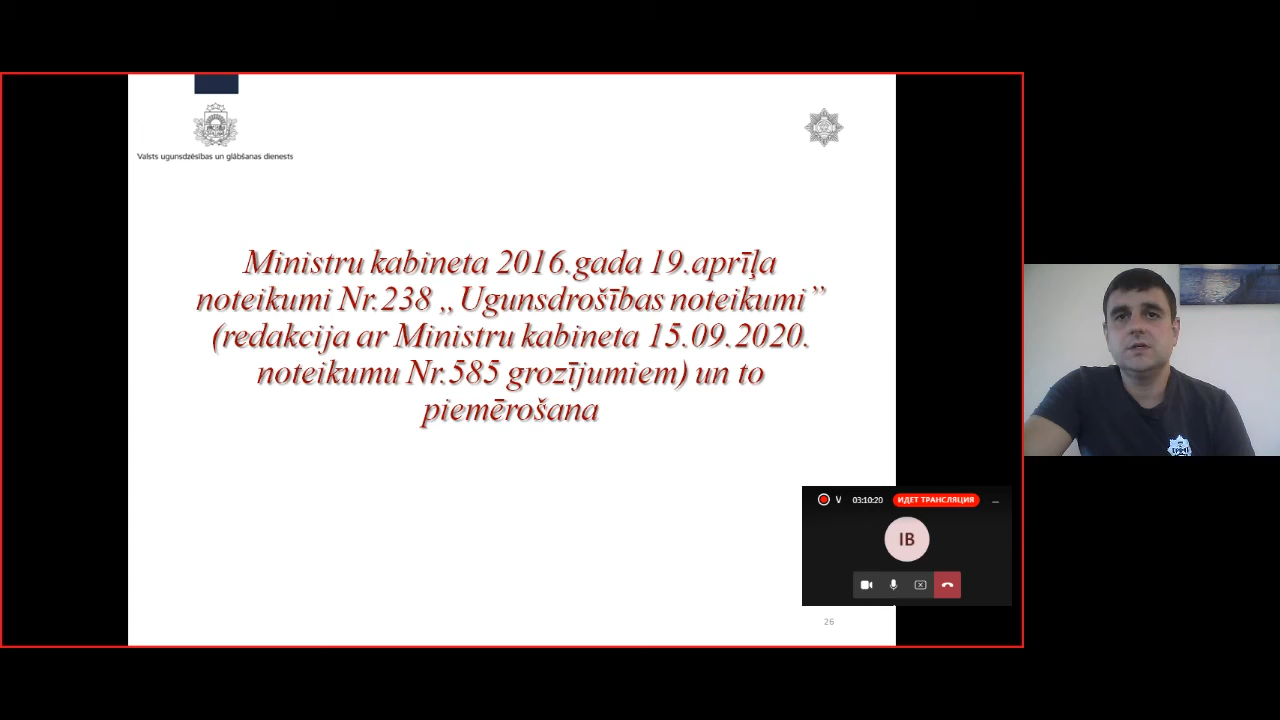 Valsts ugunsdzēsības un glābšanas dienests
Ministru kabineta 2016.gada 19.aprīļa
noteikumi Nr.238 „Ugunsdrošības noteikumi”
(redakcija ar Ministru kabineta 15.09.2020.
noteikumu Nr.585 grozījumiem) un to
piemērošana
V 03:10:20 ИДЕТ ТРАНСЛЯЦИЯ
IB
26